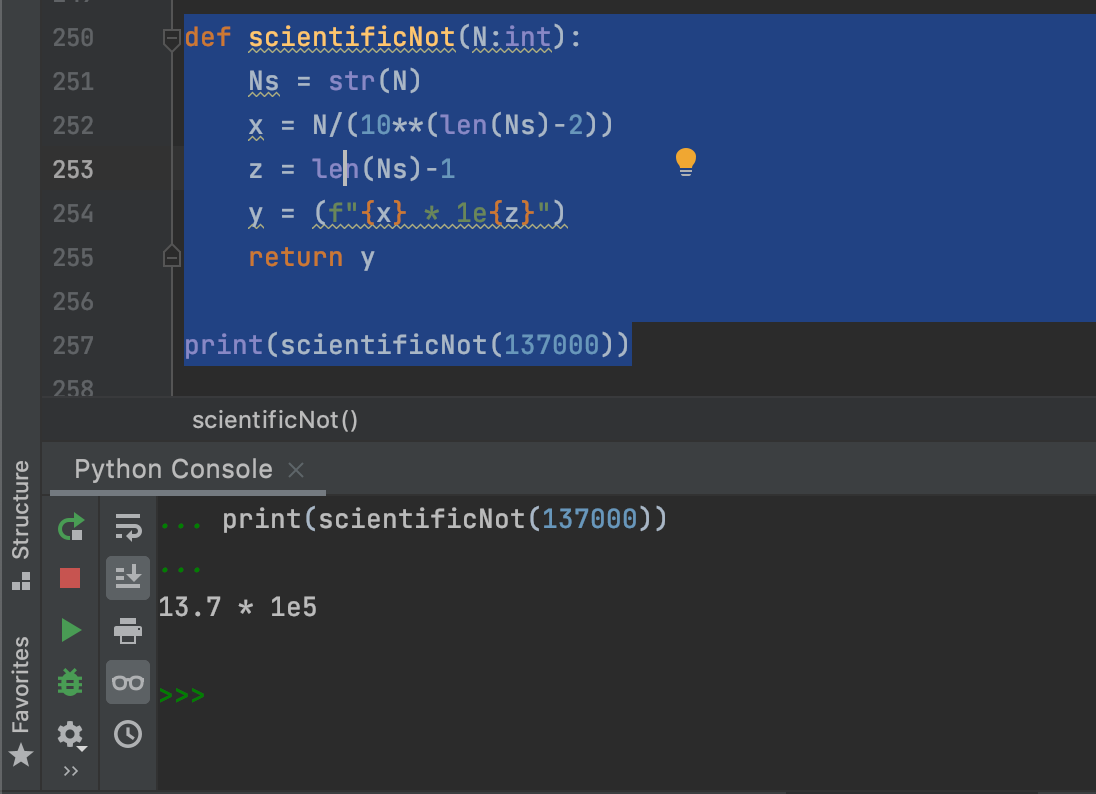 250 def scientificNot(N:int):
251 Ns = str(N)
252 x = N/(10**(len(Ns)-2))
253 z = len(Ns)-1
254 y = (f"{x} * 1e{z}")
255 return y
256
257 print(scientificNot(137000))
258
scientificNot()
Python Console ×
... print(scientificNot(137000))
...
13.7 * 1e5
>>>
Structure
Favorites